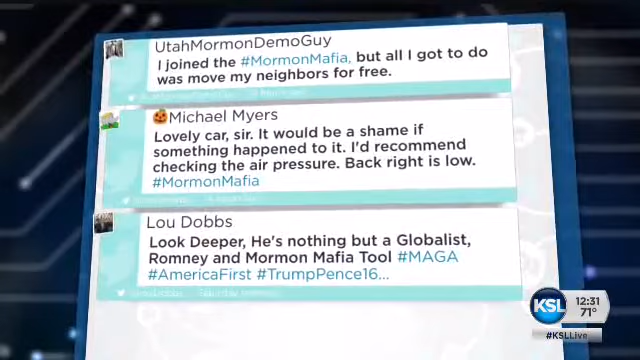 UtahMormonDemoGuy
I joined the #MormonMafia, but all I got to do
was move my neighbors for free.
Michael Myers
Lovely car, sir. It would be a shame if
something happened to it. I'd recommend
checking the air pressure. Back right is low.
#MormonMafia
Lou Dobbs
Look Deeper, He's nothing but a Globalist,
Romney and Mormon Mafia Tool #MAGA
#AmericaFirst #TrumpPence16...
KSL 12:31
71°
#KSLLive